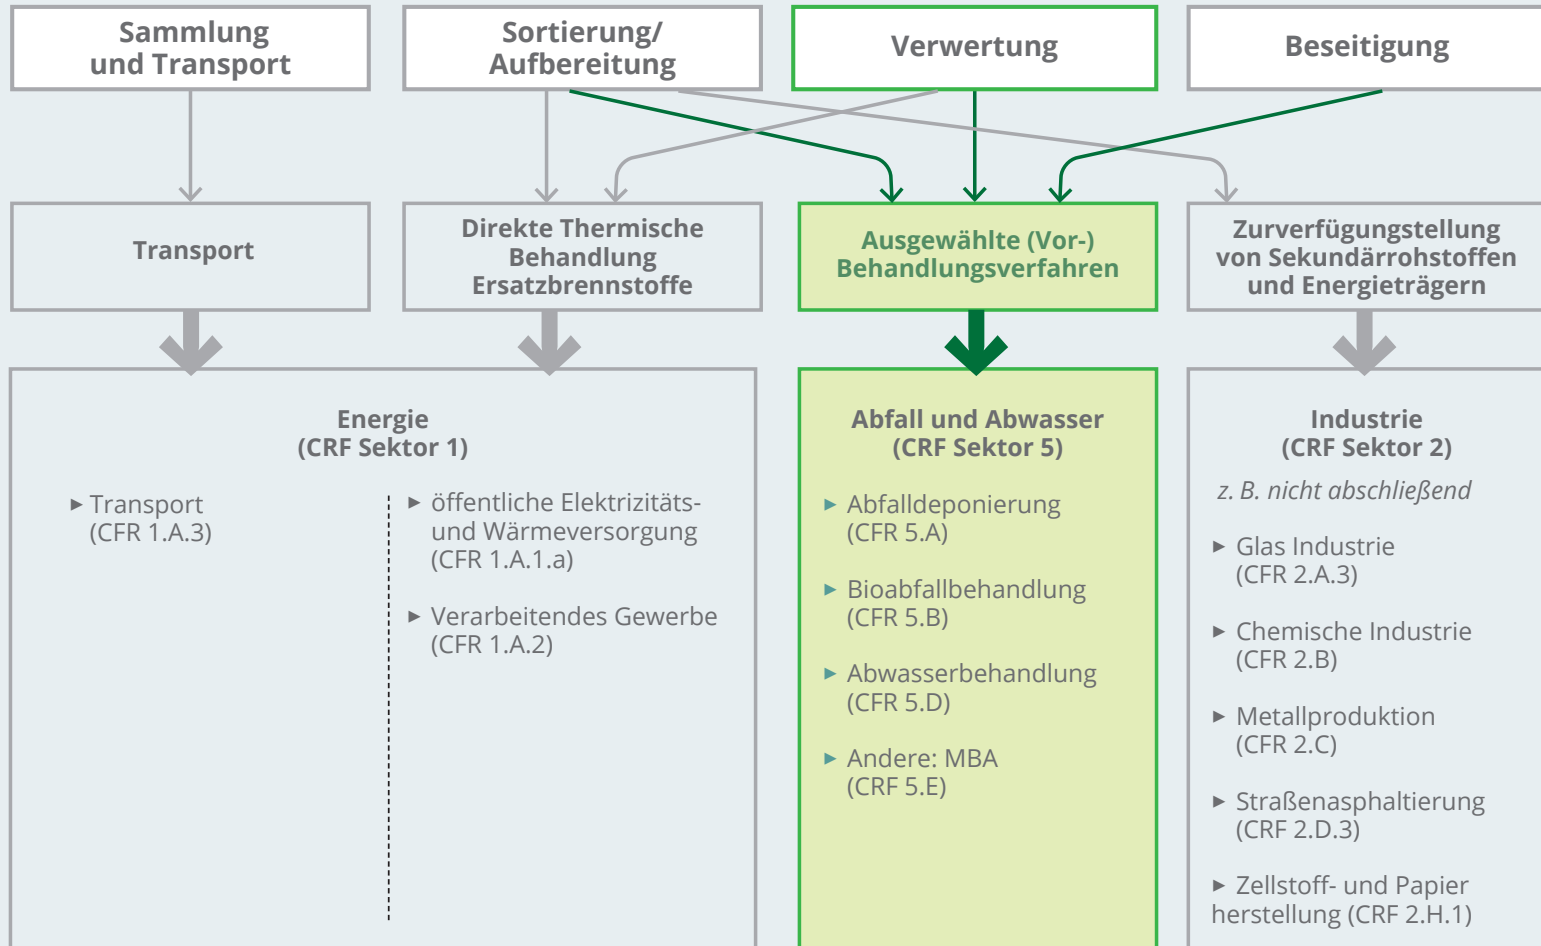 Sammlung
und Transport
Sortierung/
Aufbereitung
Verwertung
Beseitigung
Transport
Direkte Thermische
Behandlung
Ersatzbrennstoffe
Ausgewählte (Vor-)
Behandlungsverfahren
Zurverfügungstellung
von Sekundärrohstoffen
und Energieträgern
Energie
(CRF Sektor 1)
► Transport
(CFR 1.A.3)
► öffentliche Elektrizitäts-
und Wärmeversorgung
(CFR 1.A.1.a)
► Verarbeitendes Gewerbe
(CFR 1.A.2)
Abfall und Abwasser
(CRF Sektor 5)
► Abfalldeponierung
(CFR 5.A)
► Bioabfallbehandlung
(CFR 5.B)
► Abwasserbehandlung
(CFR 5.D)
► Andere: MBA
(CRF 5.E)
Industrie
(CRF Sektor 2)
z. B. nicht abschließend
► Glas Industrie
(CFR 2.A.3)
► Chemische Industrie
(CFR 2.B)
► Metallproduktion
(CFR 2.C)
► Straßenasphaltierung
(CRF 2.D.3)
► Zellstoff- und Papier
herstellung (CRF 2.H.1)